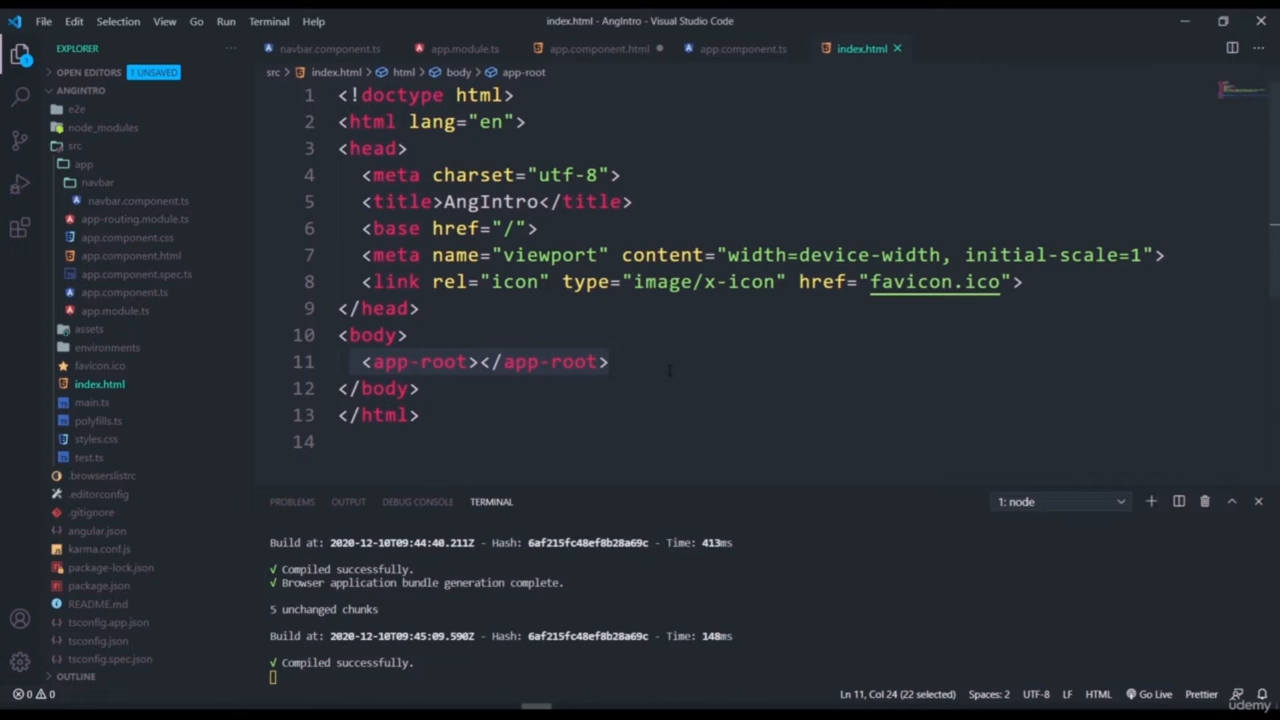 File Edit Selection View Go Run Terminal Help
index.html - AngIntro - Visual Studio Code
EXPLORER
navbar.component.ts app.module.ts app.component.html app.component.ts index.html
OPEN EDITORS 1 UNSAVED
src > index.html > html > body > app-root
ANGINTRO
e2e
node_modules
src
app
navbar
navbar.component.ts
app-routing.module.ts
app.component.css
app.component.html
app.component.spec.ts
app.component.ts
app.module.ts
assets
environments
favicon.ico
index.html
main.ts
polyfills.ts
styles.css
test.ts
.browserslistrc
.editorconfig
.gitignore
angular.json
karma.conf.js
package-lock.json
package.json
README.md
tsconfig.app.json
tsconfig.json
tsconfig.spec.json
OUTLINE
1 <!doctype html>
2 <html lang="en">
3 <head>
4 <meta charset="utf-8">
5 <title>AngIntro</title>
6 <base href="/">
7 <meta name="viewport" content="width=device-width, initial-scale=1">
8 <link rel="icon" type="image/x-icon" href="favicon.ico">
9 </head>
10 <body>
11 <app-root></app-root>
12 </body>
13 </html>
14
PROBLEMS OUTPUT DEBUG CONSOLE TERMINAL
1: node
Build at: 2020-12-10T09:44:40.211Z - Hash: 6af215fc48ef8b28a69c - Time: 413ms
√ Compiled successfully.
√ Browser application bundle generation complete.
5 unchanged chunks
Build at: 2020-12-10T09:45:09.590Z - Hash: 6af215fc48ef8b28a69c - Time: 148ms
√ Compiled successfully.
0 0
Ln 11, Col 24 (22 selected) Spaces: 2 UTF-8 LF HTML Go Live Prettier
udemy